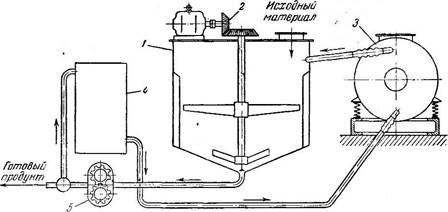 Исходный
материал
1
2
3
4
Готовый
продукт
5